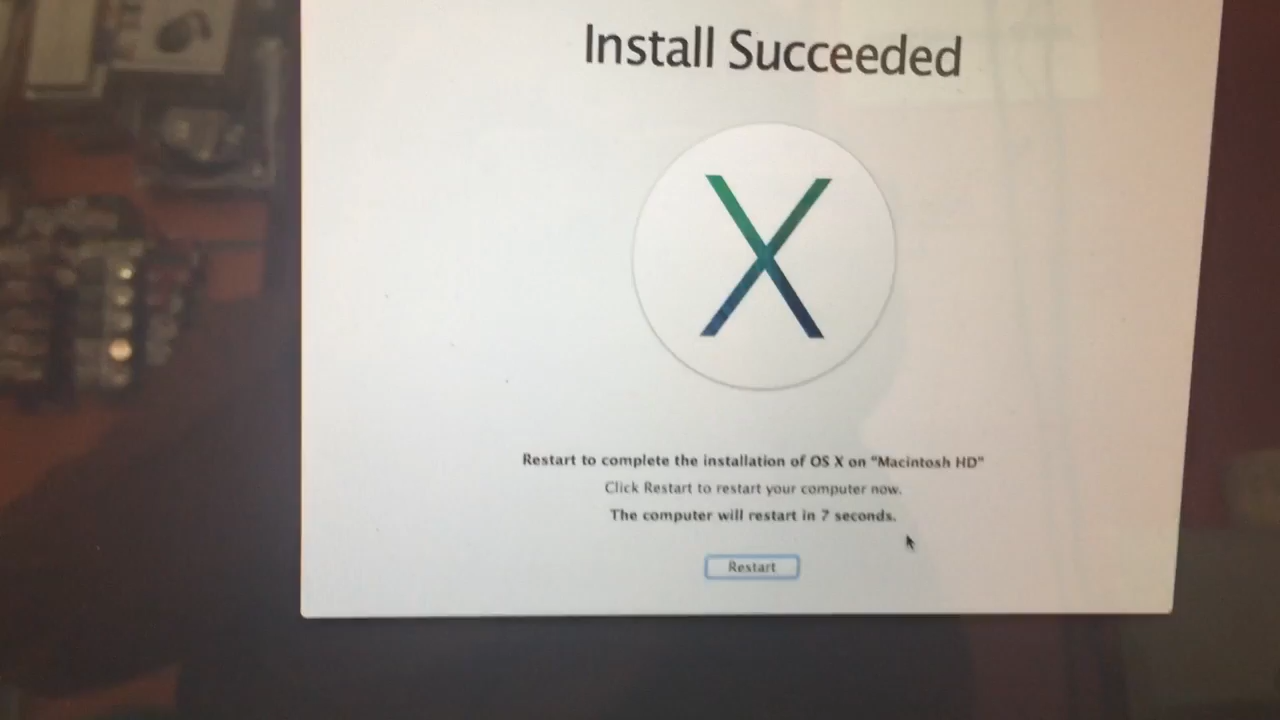 Install Succeeded
X
Restart to complete the installation of OS X on "Macintosh HD"
Click Restart to restart your computer now.
The computer will restart in 7 seconds.
Restart